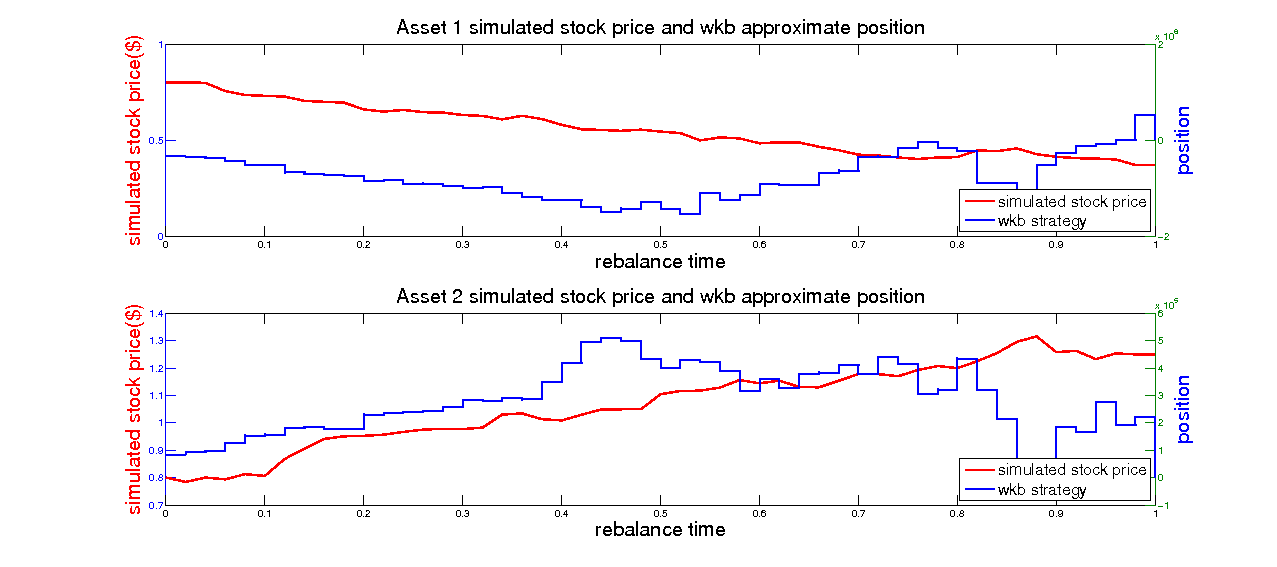 Asset 1 simulated stock price and wkb approximate position
x 10
simulated stock price($)
1
0.5
0
2
0
-2
position
simulated stock price
wkb strategy
0 0.1 0.2 0.3 0.4 0.5 0.6 0.7 0.8 0.9 1
rebalance time
Asset 2 simulated stock price and wkb approximate position
x 10^5
simulated stock price($)
1.4
1.3
1.2
1.1
1
0.9
0.8
0.7
6
5
4
3
2
1
0
-1
position
simulated stock price
wkb strategy
0 0.1 0.2 0.3 0.4 0.5 0.6 0.7 0.8 0.9 1
rebalance time